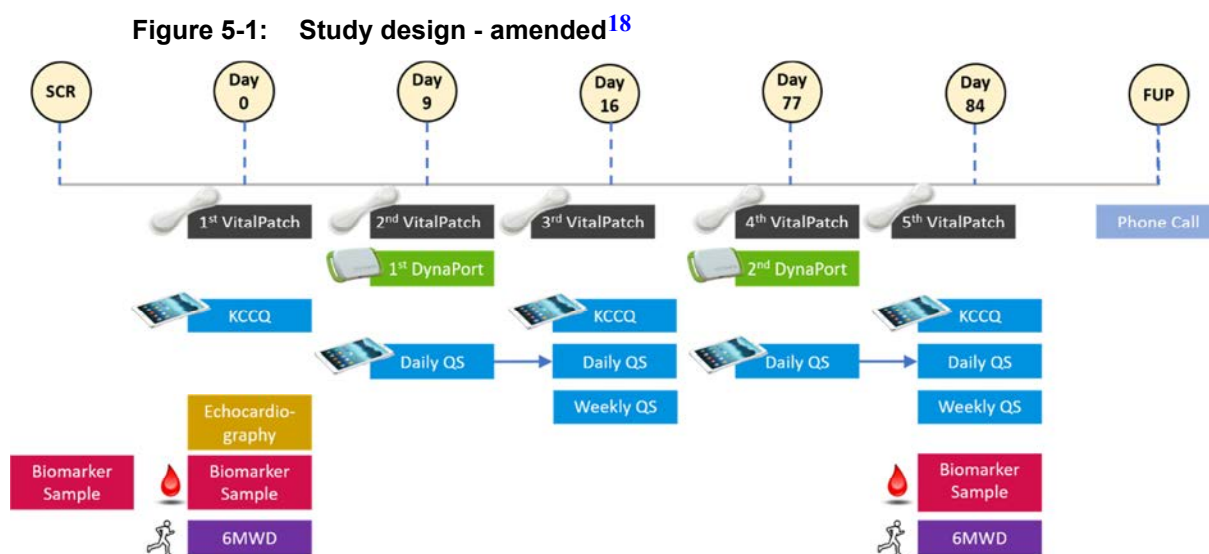 Figure 5-1: Study design - amended18
SCR
Day
0
Day
9
Day
16
Day
77
Day
84
FUP
1st VitalPatch
2nd VitalPatch
3rd VitalPatch
4th VitalPatch
5th VitalPatch
Phone Call
1st DynaPort
2nd DynaPort
KCCQ
KCCQ
KCCQ
Daily QS
Daily QS
Daily QS
Daily QS
Weekly QS
Weekly QS
Echocardio-
graphy
Biomarker
Sample
Biomarker
Sample
Biomarker
Sample
6MWD
6MWD